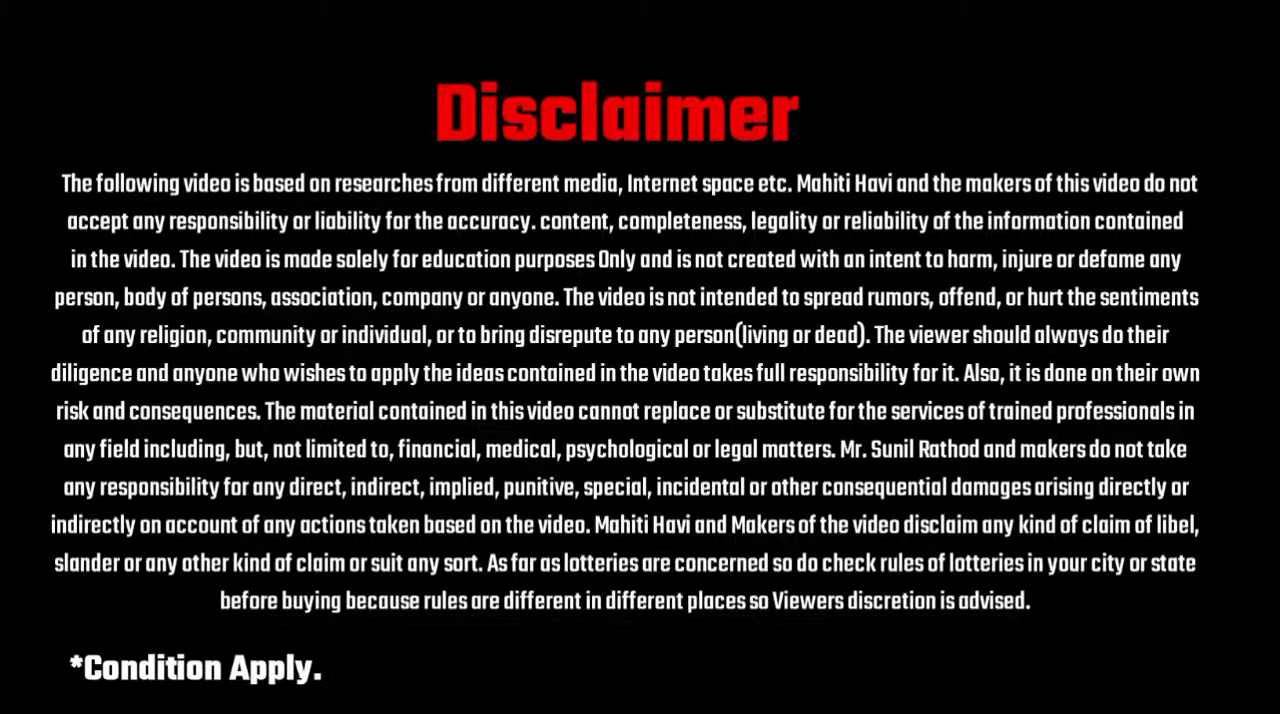 Disclaimer
The following video is based on researches from different media, Internet space etc. Mahiti Havi and the makers of this video do not
accept any responsibility or liability for the accuracy. content, completeness, legality or reliability of the information contained
in the video. The video is made solely for education purposes Only and is not created with an intent to harm, injure or defame any
person, body of persons, association, company or anyone. The video is not intended to spread rumors, offend, or hurt the sentiments
of any religion, community or individual, or to bring disrepute to any person(living or dead). The viewer should always do their
diligence and anyone who wishes to apply the ideas contained in the video takes full responsibility for it. Also, it is done on their own
risk and consequences. The material contained in this video cannot replace or substitute for the services of trained professionals in
any field including, but, not limited to, financial, medical, psychological or legal matters. Mr. Sunil Rathod and makers do not take
any responsibility for any direct, indirect, implied, punitive, special, incidental or other consequential damages arising directly or
indirectly on account of any actions taken based on the video. Mahiti Havi and Makers of the video disclaim any kind of claim of libel,
slander or any other kind of claim or suit any sort. As far as lotteries are concerned so do check rules of lotteries in your city or state
before buying because rules are different in different places so Viewers discretion is advised.
*Condition Apply.